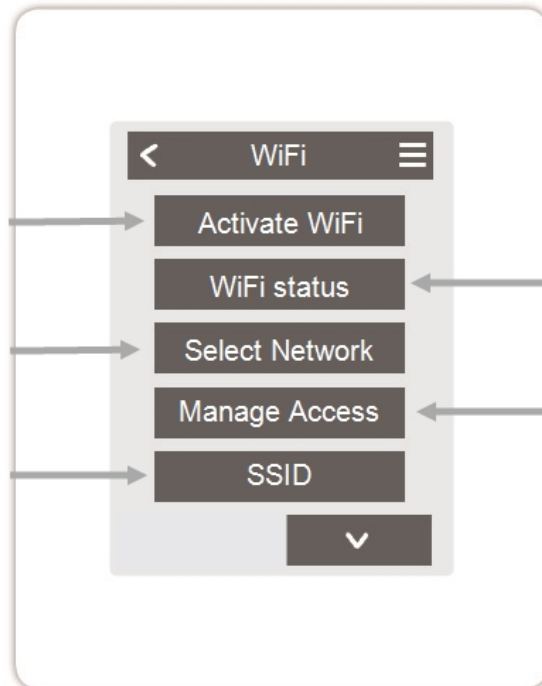 WiFi
Activate WiFi
WiFi status
Select Network
Manage Access
SSID